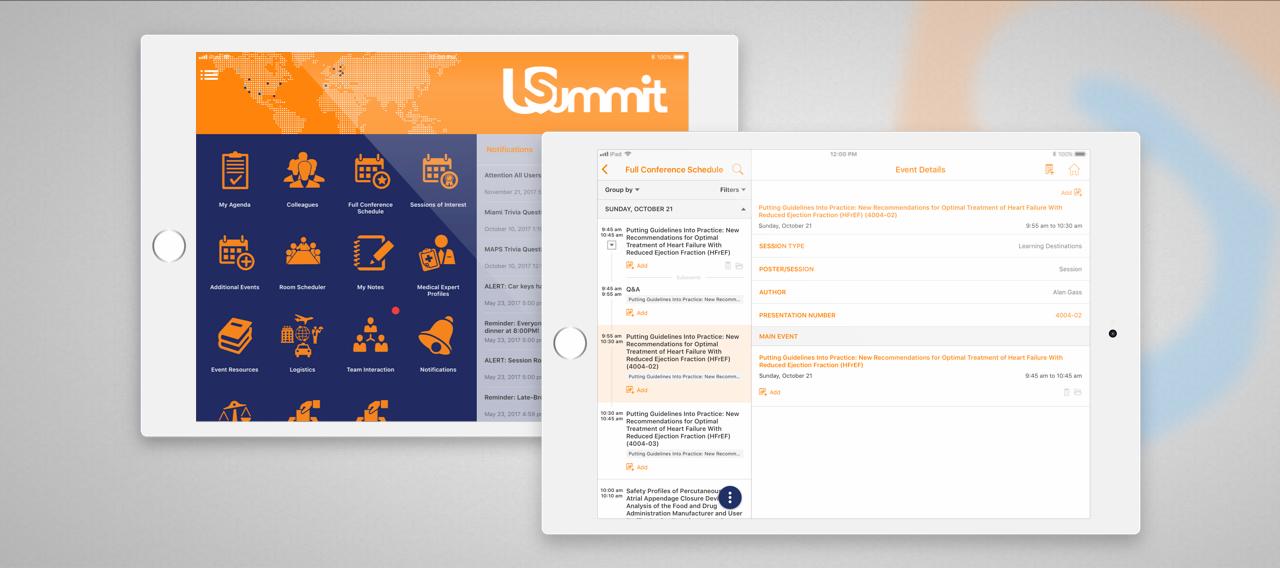 iPad
12:00 PM
100%
USummit
My Agenda
Colleagues
Full Conference
Schedule
Sessions of Interest
Additional Events
Room Scheduler
My Notes
Medical Expert
Profiles
Event Resources
Logistics
Team Interaction
Notifications
Notifications
Attention All Users
November 21, 2017
Miami Trivia Quest
October 10, 2017
MAPS Trivia Quest
October 10, 2017
ALERT: Car keys
May 23, 2017 5:00
Reminder: Everyon
dinner at 8:00PM!
May 23, 2017 5:00
ALERT: Session Ro
May 23, 2017 5:00
Reminder: Late-Br
May 23, 2017 4:59
iPad
12:00 PM
100%
Full Conference Schedule
Group by
Filters
SUNDAY, OCTOBER 21
9:45 am
10:45 am
Putting Guidelines Into Practice: New
Recommendations for Optimal
Treatment of Heart Failure With
Reduced Ejection Fraction (HFrEF)
Add
Subevents
9:45 am
9:55 am
Q&A
Putting Guidelines Into Practice: New Recomm...
Add
9:55 am
10:30 am
Putting Guidelines Into Practice: New
Recommendations for Optimal
Treatment of Heart Failure With
Reduced Ejection Fraction (HFrEF)
(4004-02)
Putting Guidelines Into Practice: New Recomm...
Add
10:30 am
10:45 am
Putting Guidelines Into Practice: New
Recommendations for Optimal
Treatment of Heart Failure With
Reduced Ejection Fraction (HFrEF)
(4004-03)
Putting Guidelines Into Practice: New Recomm...
Add
10:00 am
10:10 am
Safety Profiles of Percutaneous
Atrial Appendage Closure Devi
Analysis of the Food and Drug
Administration Manufacturer and User
Event Details
Add
Putting Guidelines Into Practice: New Recommendations for Optimal Treatment of Heart Failure With
Reduced Ejection Fraction (HFrEF) (4004-02)
Sunday, October 21
9:55 am to 10:30 am
SESSION TYPE
Learning Destinations
POSTER/SESSION
Session
AUTHOR
Alan Gass
PRESENTATION NUMBER
4004-02
MAIN EVENT
Putting Guidelines Into Practice: New Recommendations for Optimal Treatment of Heart Failure With
Reduced Ejection Fraction (HFrEF)
Sunday, October 21
9:45 am to 10:45 am
Add